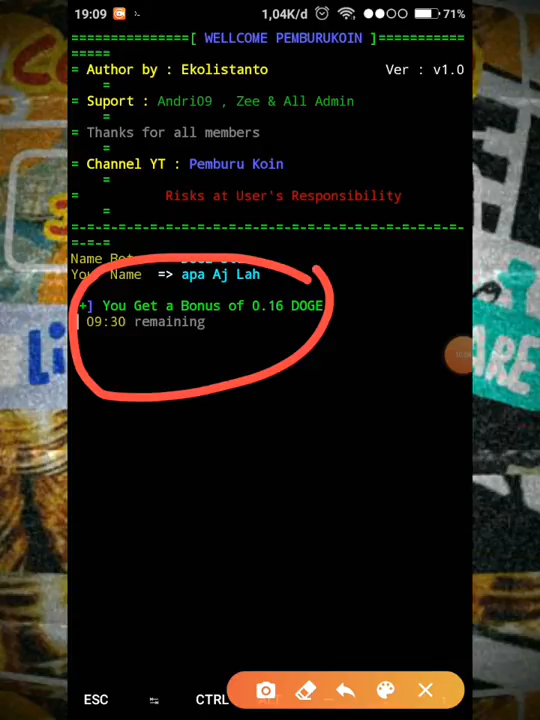 19:09 1,04K/d 71%
===============[ WELLCOME PEMBURUKOIN ]===========
=====
= Author by : Ekolistanto Ver : v1.0
= Suport : Andri09 , Zee & All Admin
=
= Thanks for all members
=
= Channel YT : Pemburu Koin
=
= Risks at User's Responsibility
=
Name Bot
Your Name => apa Aj Lah
+] You Get a Bonus of 0.16 DOGE
09:30 remaining
ARE
ESC CTRL